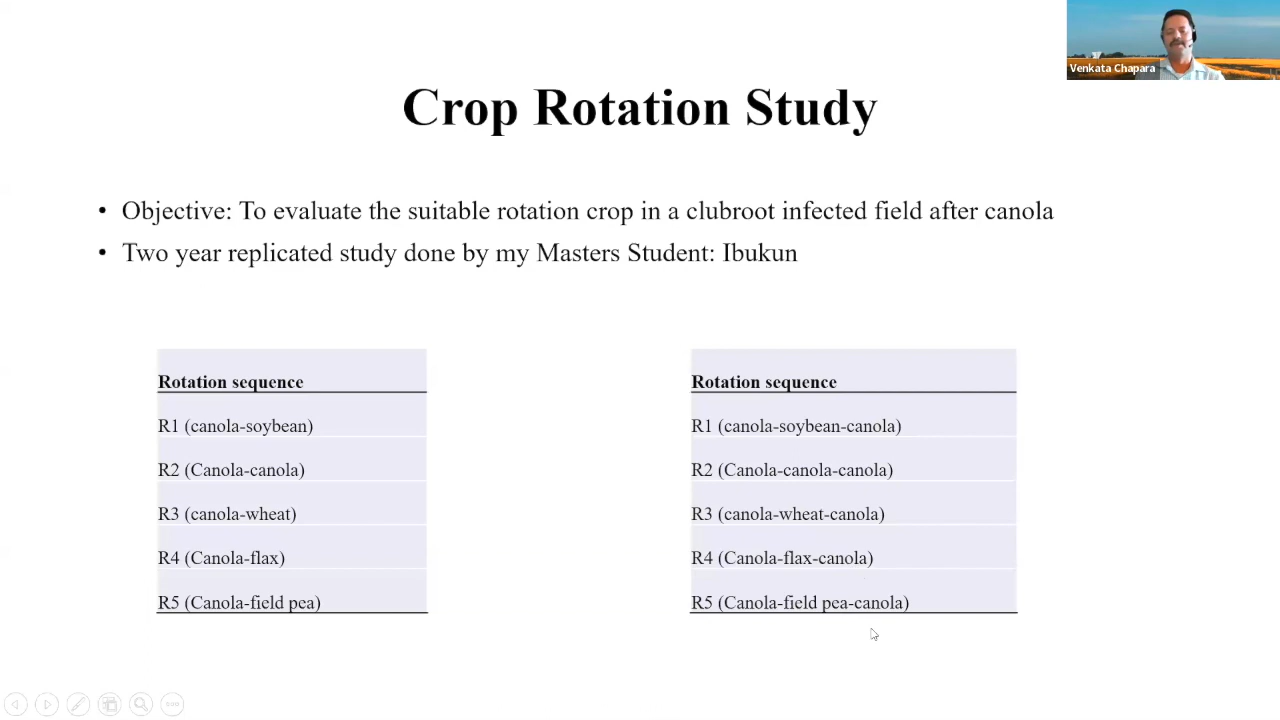 Venkata Chapara
Crop Rotation Study
• Objective: To evaluate the suitable rotation crop in a clubroot infected field after canola
• Two year replicated study done by my Masters Student: Ibukun
Rotation sequence
R1 (canola-soybean)
R2 (Canola-canola)
R3 (canola-wheat)
R4 (Canola-flax)
R5 (Canola-field pea)
Rotation sequence
R1 (canola-soybean-canola)
R2 (Canola-canola-canola)
R3 (canola-wheat-canola)
R4 (Canola-flax-canola)
R5 (Canola-field pea-canola)